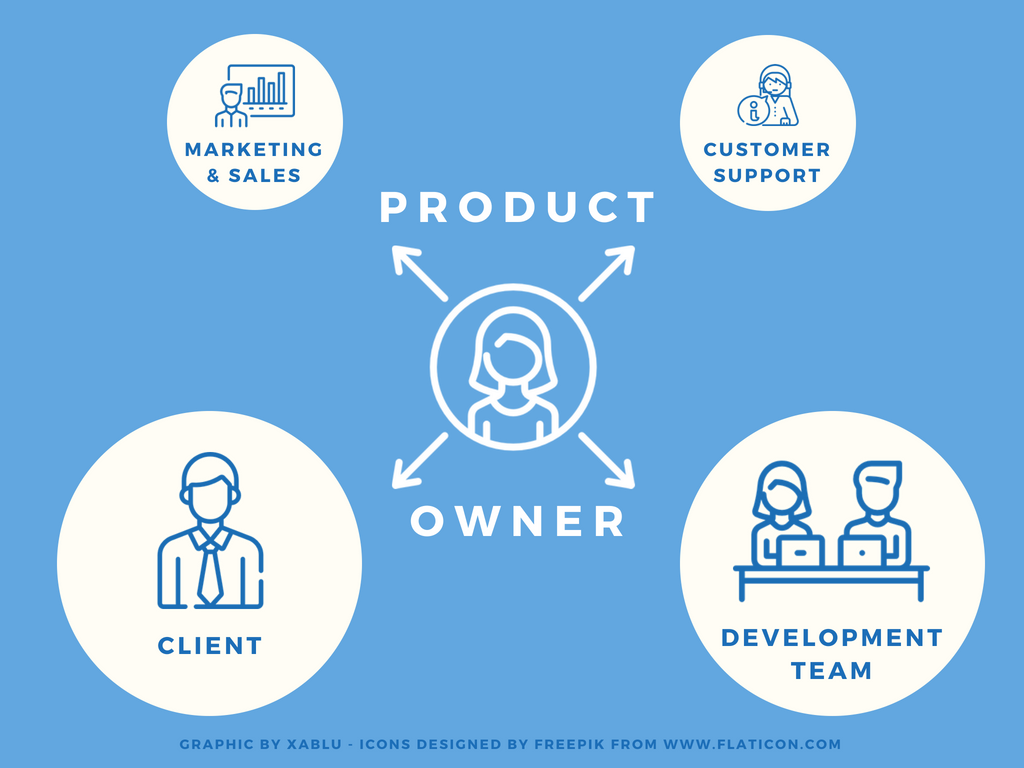 MARKETING
& SALES
CUSTOMER
SUPPORT
PRODUCT
OWNER
CLIENT
DEVELOPMENT
TEAM
GRAPHIC BY XABLU - ICONS DESIGNED BY FREEPIK FROM WWW.FLATICON.COM